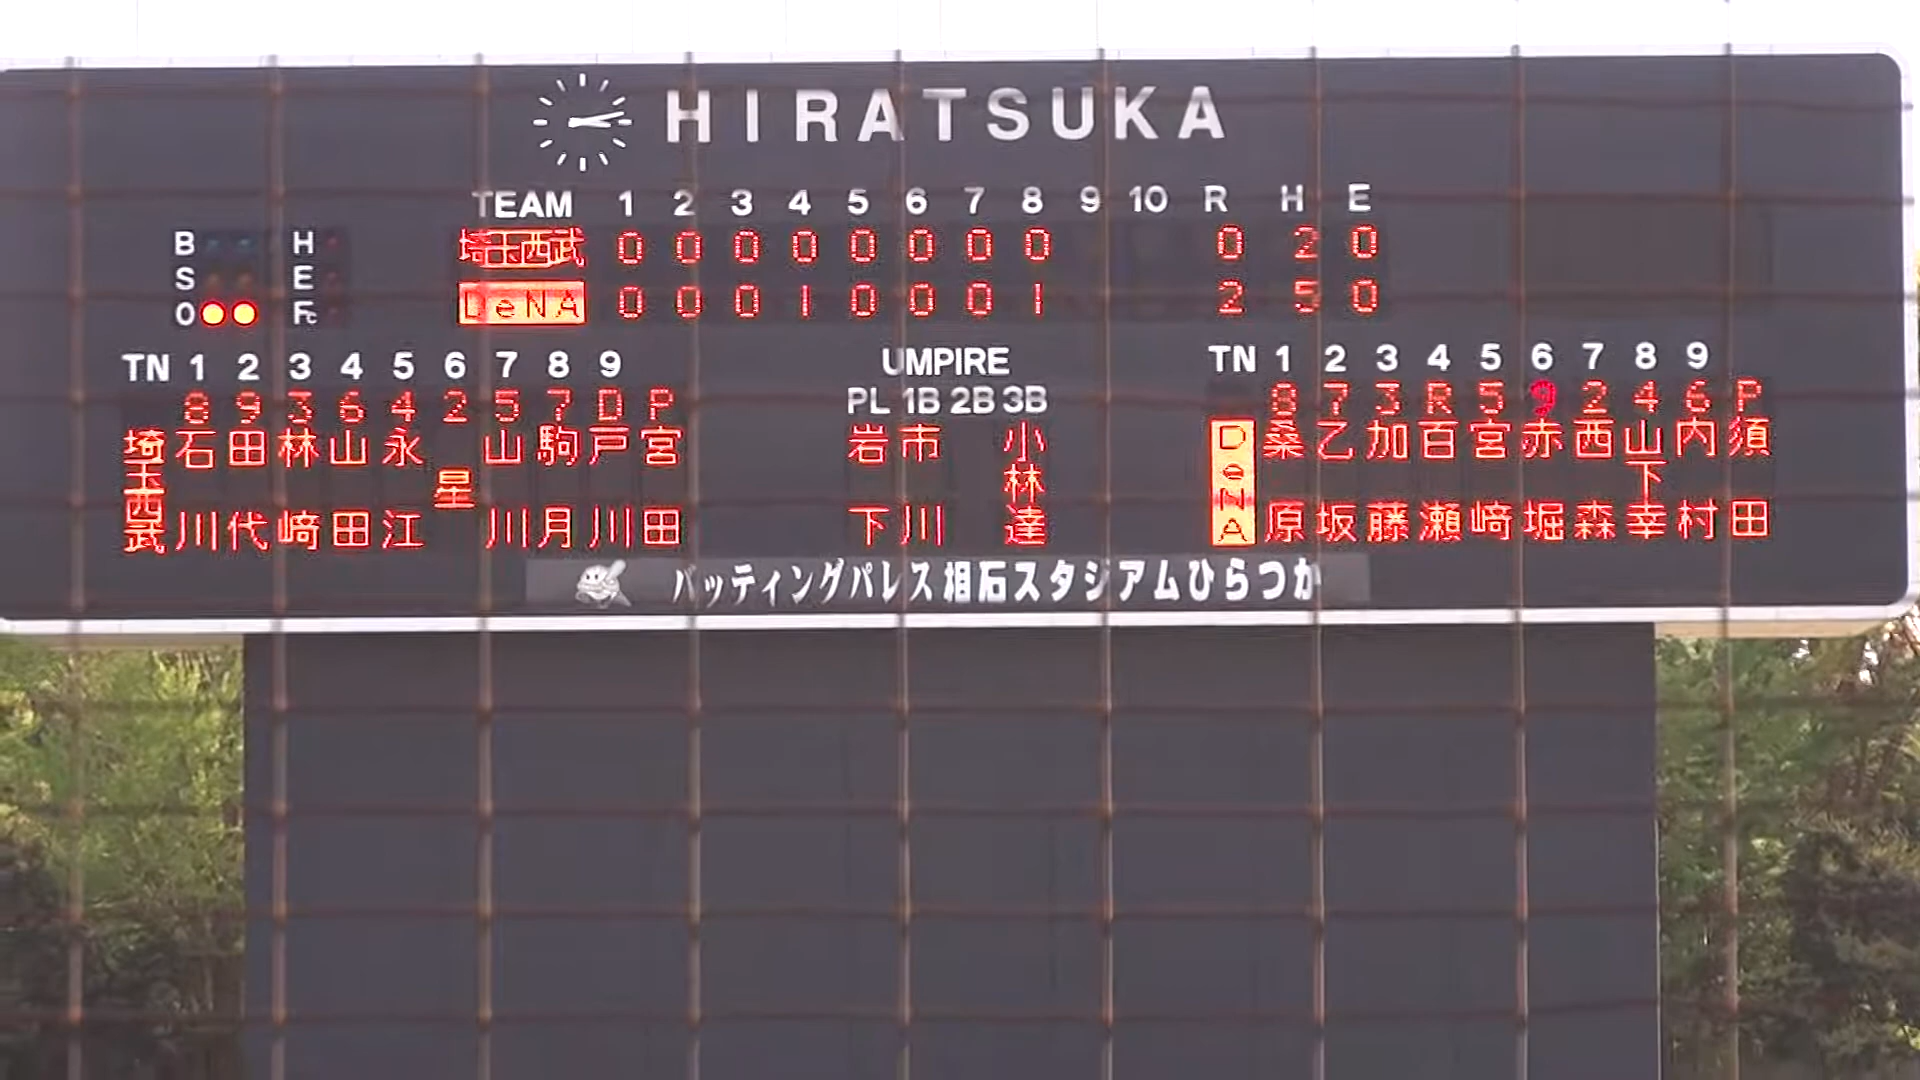 HIRATSUKA
TEAM 1 2 3 4 5 6 7 8 9 10 R H E
埼玉西武 0 0 0 0 0 0 0 0 0 2 0
DeNA 0 0 0 1 0 0 0 1 2 5 0
B H
S E
O Fc
TN 1 2 3 4 5 6 7 8 9
8 9 3 6 4 2 5 7 D P
埼玉西武 石川 田代 林﨑 山田 永江 星 山川 駒月 戸川 宮田
UMPIRE
PL 1B 2B 3B
岩下 市川 小林達
TN 1 2 3 4 5 6 7 8 9
8 7 3 R 5 9 2 4 6 P
DeNA 桑原 乙坂 加藤 百瀬 宮﨑 赤堀 西森 山下幸 内村 須田
バッティングパレス相石スタジアムひらつか